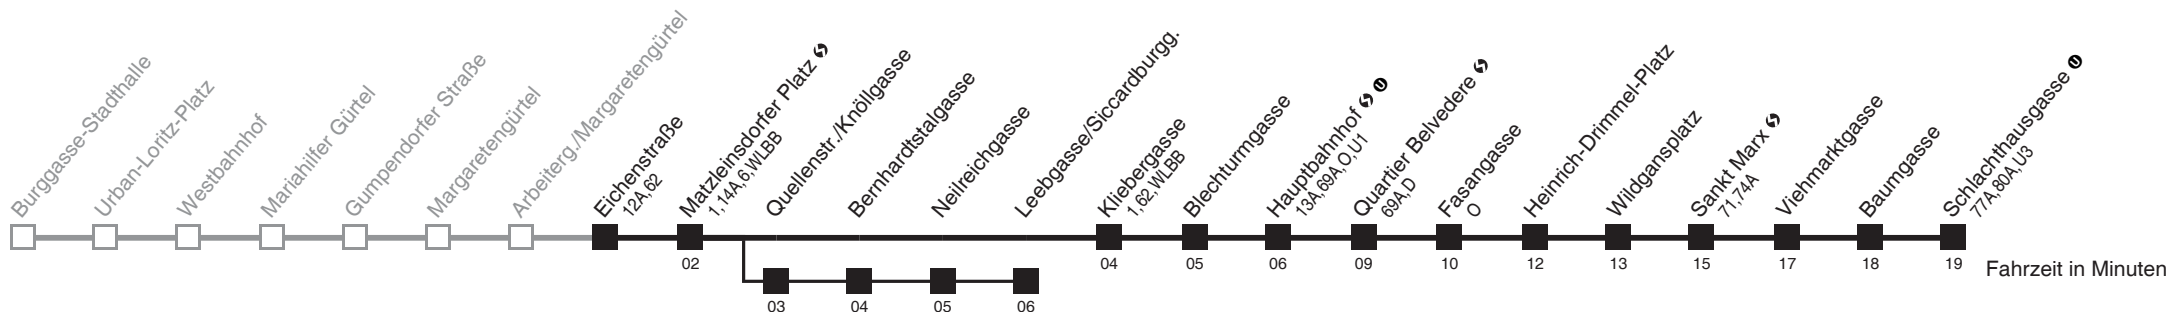 Burggasse-Stadthalle
Urban-Loritz-Platz
Westbahnhof
Mariahilfer Gürtel
Gumpendorfer Straße
Margaretengürtel
Arbeiterg./Margaretengürtel
Eichenstraße
12A,62
Matzleinsdorfer Platz
1,14A,6,WLBB
Quellenstr./Knöllgasse
Bernhardtstalgasse
Neilreichgasse
Leebgasse/Siccardburgg.
Kliebergasse
1,62,WLBB
Blechturmgasse
Hauptbahnhof U
13A,69A,O,U1
Quartier Belvedere
69A,D
Fasangasse
O
Heinrich-Drimmel-Platz
Wildgansplatz
Sankt Marx
71,74A
Viehmarktgasse
Baumgasse
Schlachthausgasse U
77A,80A,U3
02 04 05 06 09 10 12 13 15 17 18 19 Fahrzeit in Minuten
03 04 05 06